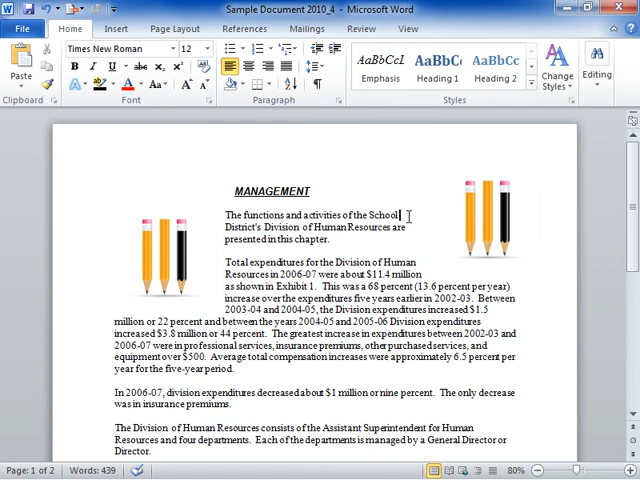 Sample Document 2010_4 - Microsoft Word
File Home Insert Page Layout References Mailings Review View
Times New Roman 12
Paste
Clipboard Font Paragraph Styles
AaBbCcI AaBbCc AaBbCc
Emphasis Heading 1 Heading 2
Change
Styles
Editing
MANAGEMENT
The functions and activities of the School
District's Division of Human Resources are
presented in this chapter.
Total expenditures for the Division of Human
Resources in 2006-07 were about $11.4 million
as shown in Exhibit 1. This was a 68 percent (13.6 percent per year)
increase over the expenditures five years earlier in 2002-03. Between
2003-04 and 2004-05, the Division expenditures increased $1.5
million or 22 percent and between the years 2004-05 and 2005-06 Division expenditures
increased $3.8 million or 44 percent. The greatest increase in expenditures between 2002-03 and
2006-07 were in professional services, insurance premiums, other purchased services, and
equipment over $500. Average total compensation increases were approximately 6.5 percent per
year for the five-year period.
In 2006-07, division expenditures decreased about $1 million or nine percent. The only decrease
was in insurance premiums.
The Division of Human Resources consists of the Assistant Superintendent for Human
Resources and four departments. Each of the departments is managed by a General Director or
Director.
Page: 1 of 2 Words: 439 80%